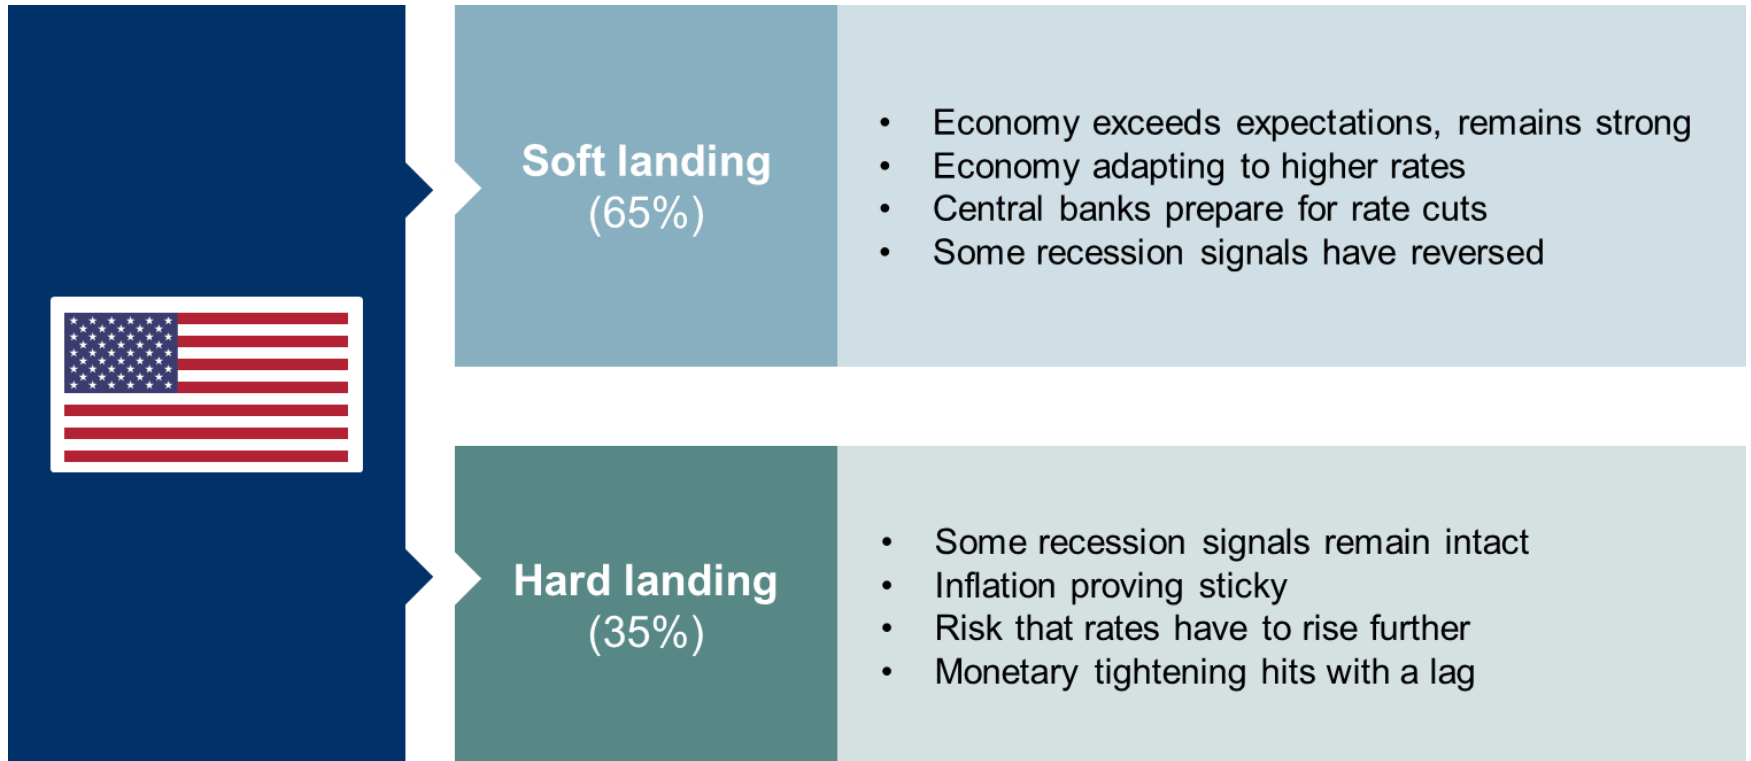 Soft landing
(65%)
• Economy exceeds expectations, remains strong
• Economy adapting to higher rates
• Central banks prepare for rate cuts
• Some recession signals have reversed
Hard landing
(35%)
• Some recession signals remain intact
• Inflation proving sticky
• Risk that rates have to rise further
• Monetary tightening hits with a lag